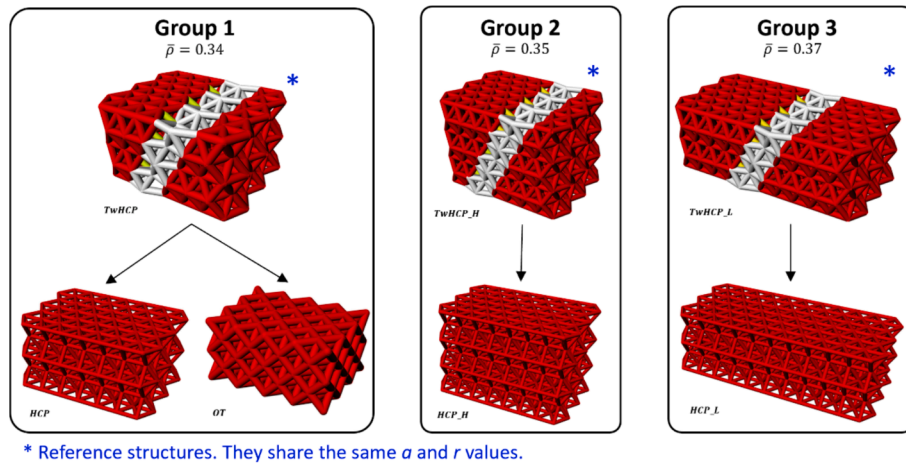 Group 1
ρ̄ = 0.34
*
TwHCP
HCP
OT
Group 2
ρ̄ = 0.35
*
TwHCP_H
HCP_H
Group 3
ρ̄ = 0.37
*
TwHCP_L
HCP_L
* Reference structures. They share the same a and r values.